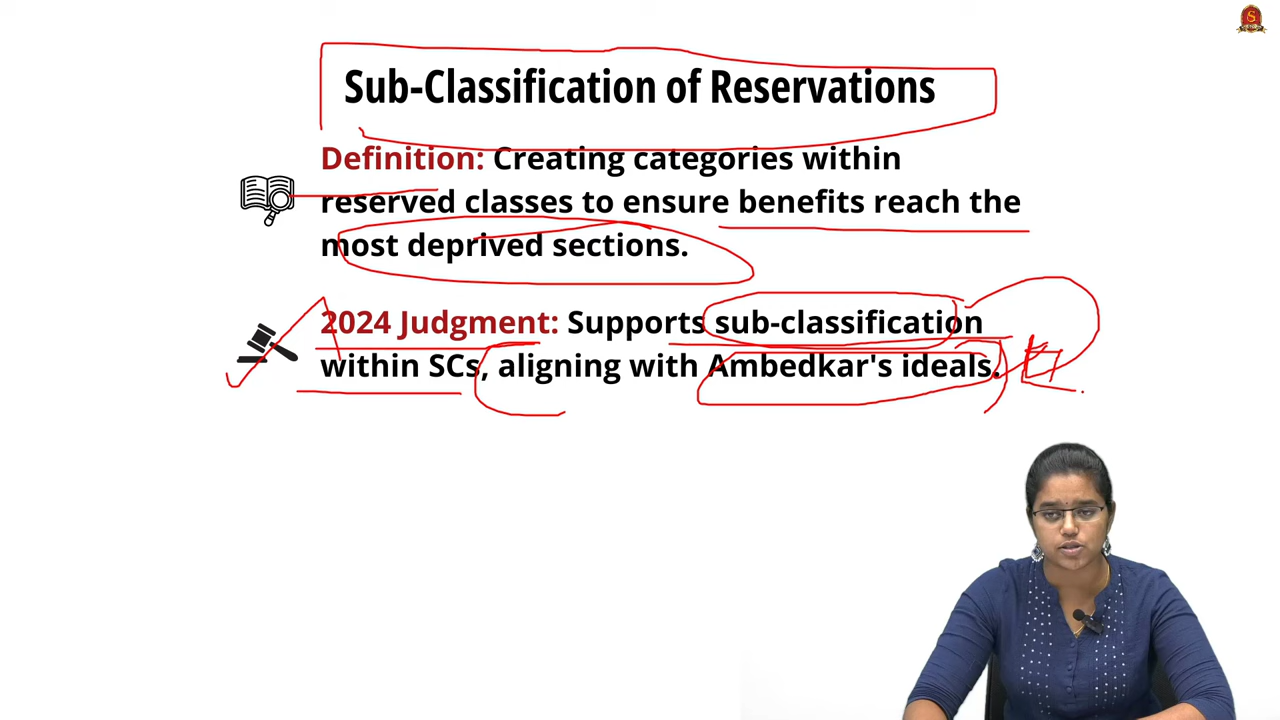 Sub-Classification of Reservations
Definition: Creating categories within
reserved classes to ensure benefits reach the
most deprived sections.
2024 Judgment: Supports sub-classification
within SCs, aligning with Ambedkar's ideals.